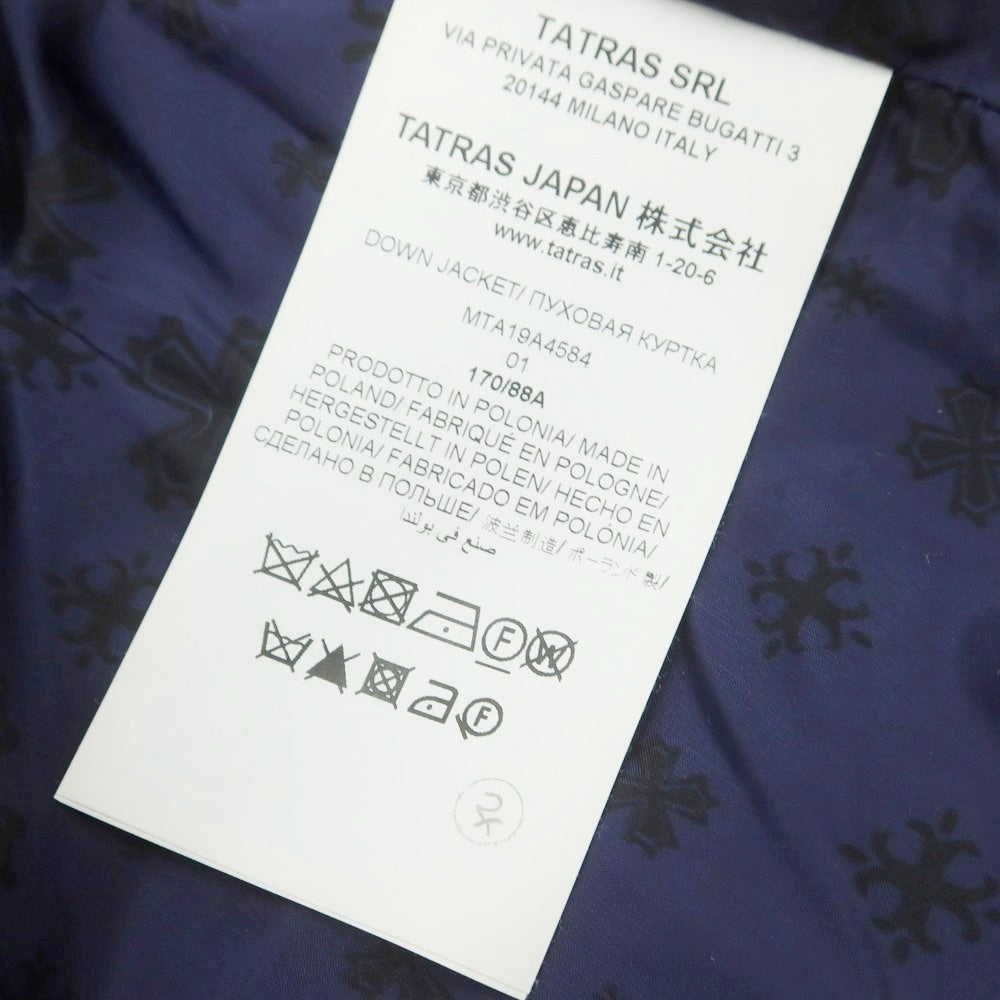 TATRAS SRL
VIA PRIVATA GASPARE BUGATTI 3
20144 MILANO ITALY
TATRAS JAPAN 株式会社
東京都渋谷区恵比寿南 1-20-6
www.tatras.it
DOWN JACKET/ ПУХОВАЯ КУРТКА
MTA19A4584
01
170/88A
PRODOTTO IN POLONIA/ MADE IN
POLAND/ FABRIQUÉ EN POLOGNE/
HERGESTELLT IN POLEN/ HECHO EN
POLONIA/ FABRICADO EM POLÓNIA/
СДЕЛАНО В ПОЛЬШЕ/ 波兰制造/ ポーランド 製/
صنع في بولندا
F W
F